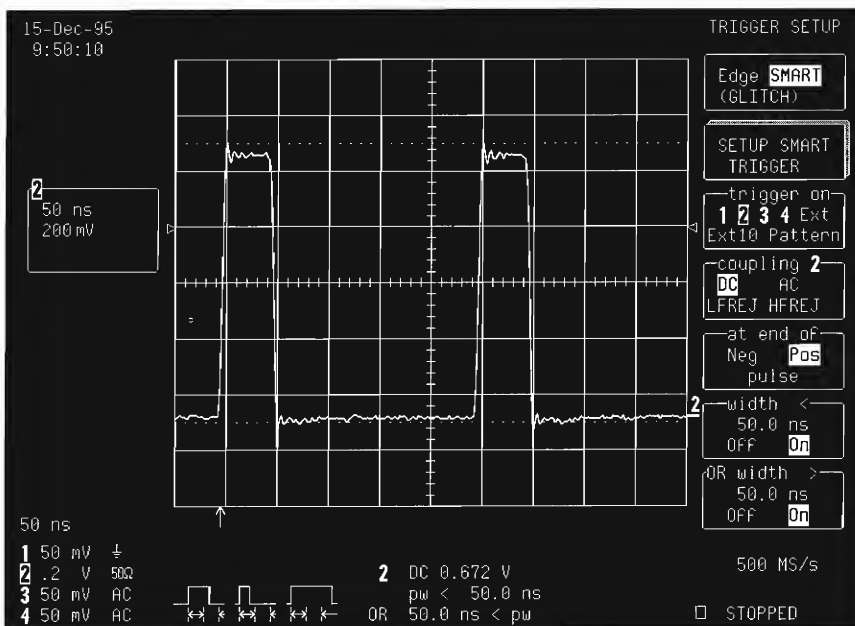 15-Dec-95
9:50:10
2
50 ns
200mV
TRIGGER SETUP
Edge SMART
(GLITCH)
SETUP SMART
TRIGGER
trigger on
1 2 3 4 Ext
Ext10 Pattern
coupling 2
DC AC
LFREJ HFREJ
at end of
Neg Pos
pulse
2
width <
50.0 ns
Off On
OR width >
50.0 ns
Off On
50 ns
1 50 mV
2 .2 V 50Ω
3 50 mV AC
4 50 mV AC
2 DC 0.672 V
pw < 50.0 ns
OR 50.0 ns < pw
500 MS/s
□ STOPPED